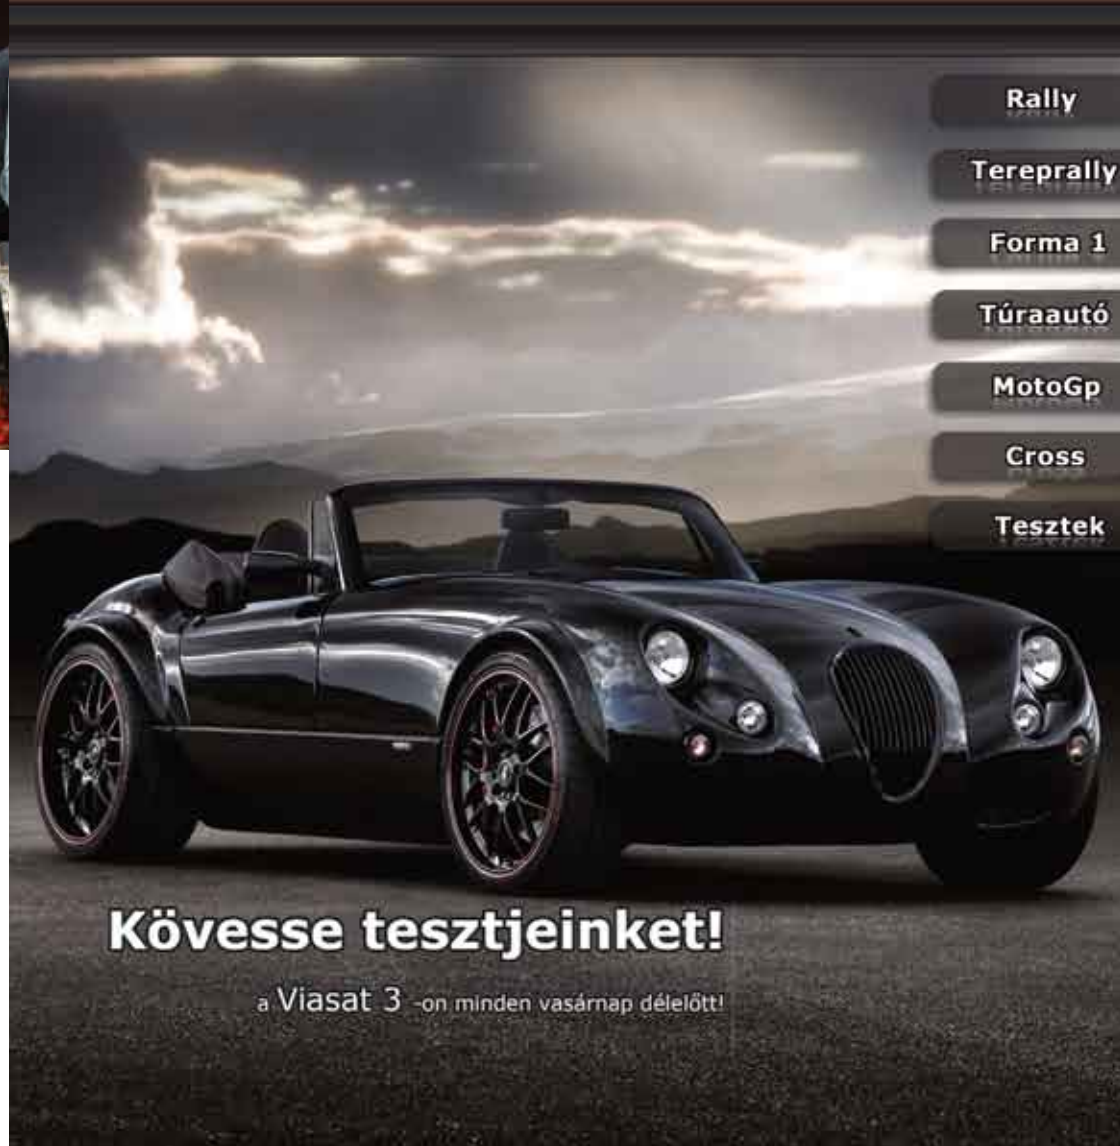 Rally
Tereprally
Forma 1
Túraautó
MotoGp
Cross
Tesztek
Kövesse tesztjeinket!
a Viasat 3 -on minden vasárnap délelőtt!